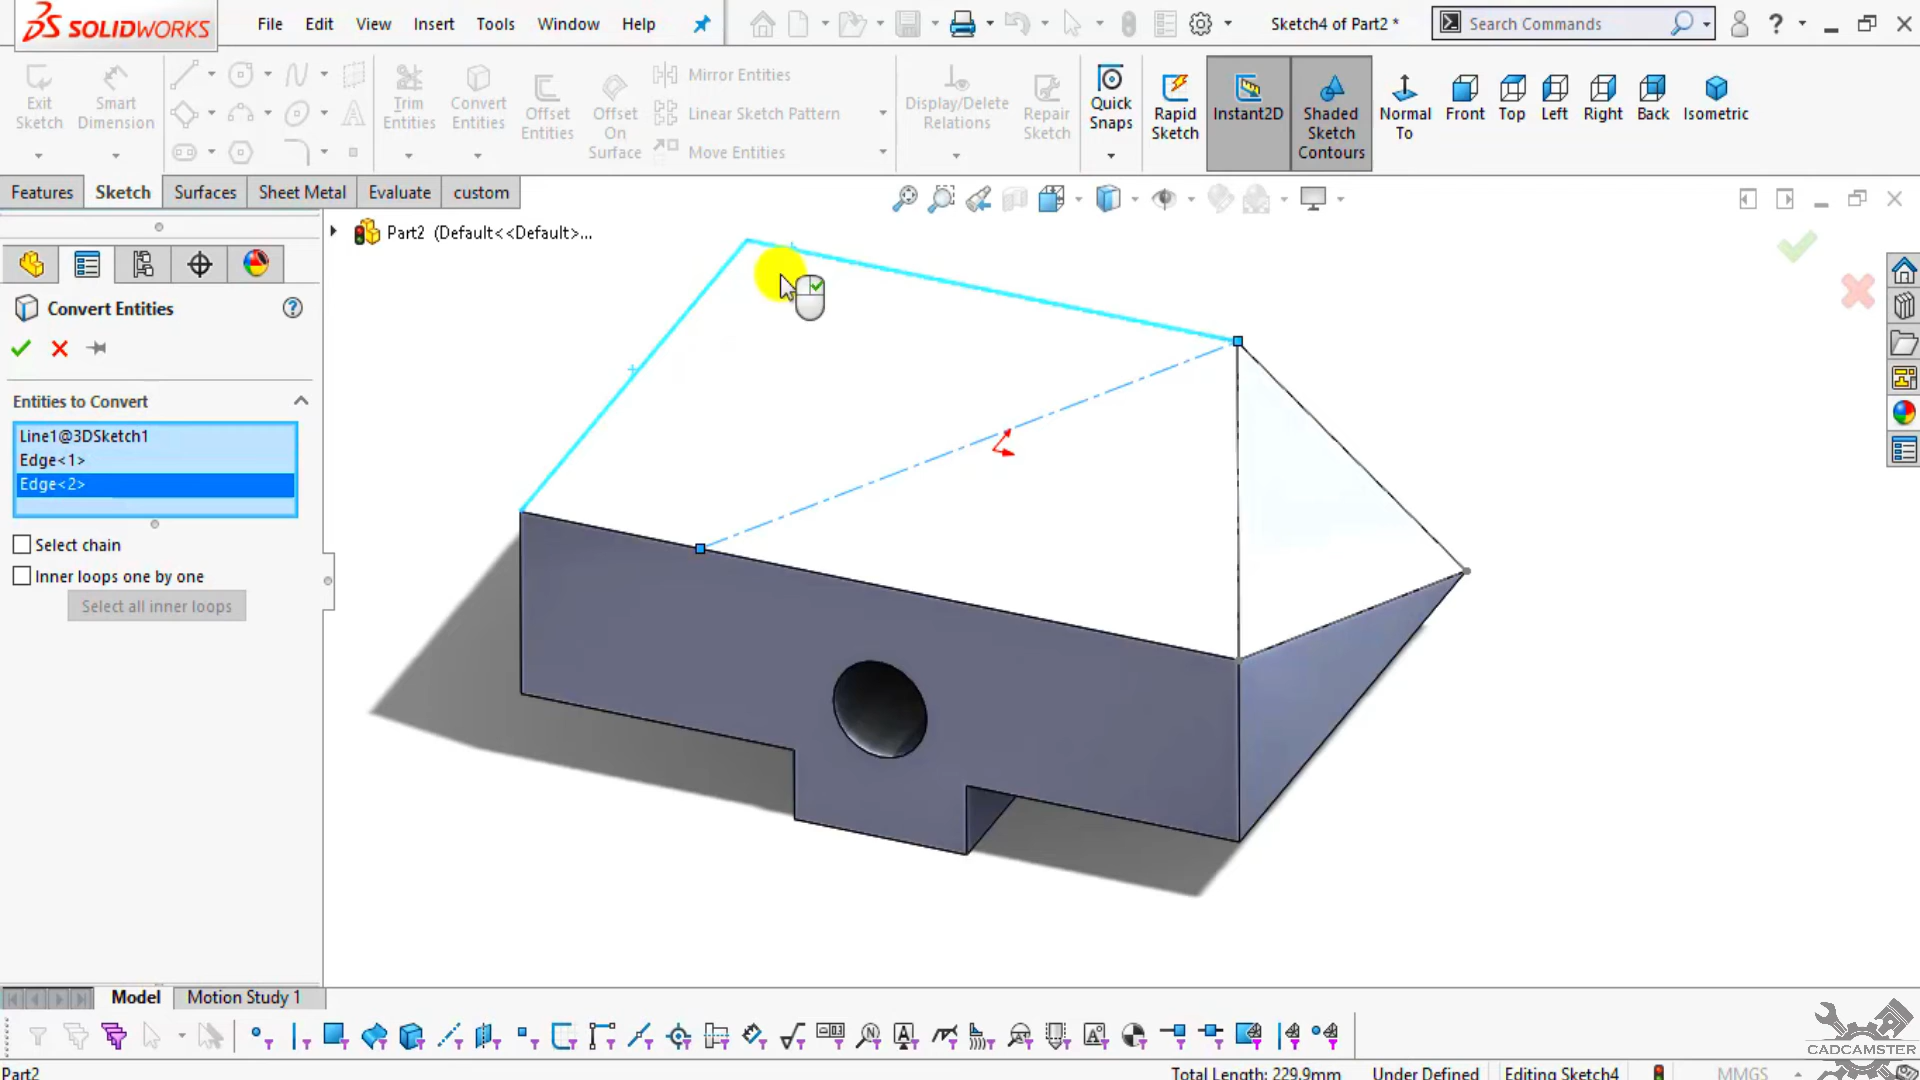 SOLIDWORKS
File Edit View Insert Tools Window Help
Sketch4 of Part2 *
Search Commands
?
Exit Sketch
Smart Dimension
Trim Entities
Convert Entities
Offset Entities
Offset On Surface
Mirror Entities
Linear Sketch Pattern
Move Entities
Display/Delete Relations
Repair Sketch
Quick Snaps
Rapid Sketch
Instant2D
Shaded Sketch Contours
Normal To
Front
Top
Left
Right
Back
Isometric
Features Sketch Surfaces Sheet Metal Evaluate custom
Part2 (Default<<Default>...
Convert Entities
Entities to Convert
Line1@3DSketch1
Edge<1>
Edge<2>
Select chain
Inner loops one by one
Select all inner loops
Model Motion Study 1
CADCAMSTER
Part2 Total Length: 229.9mm Under Defined Editing Sketch4 MMGS